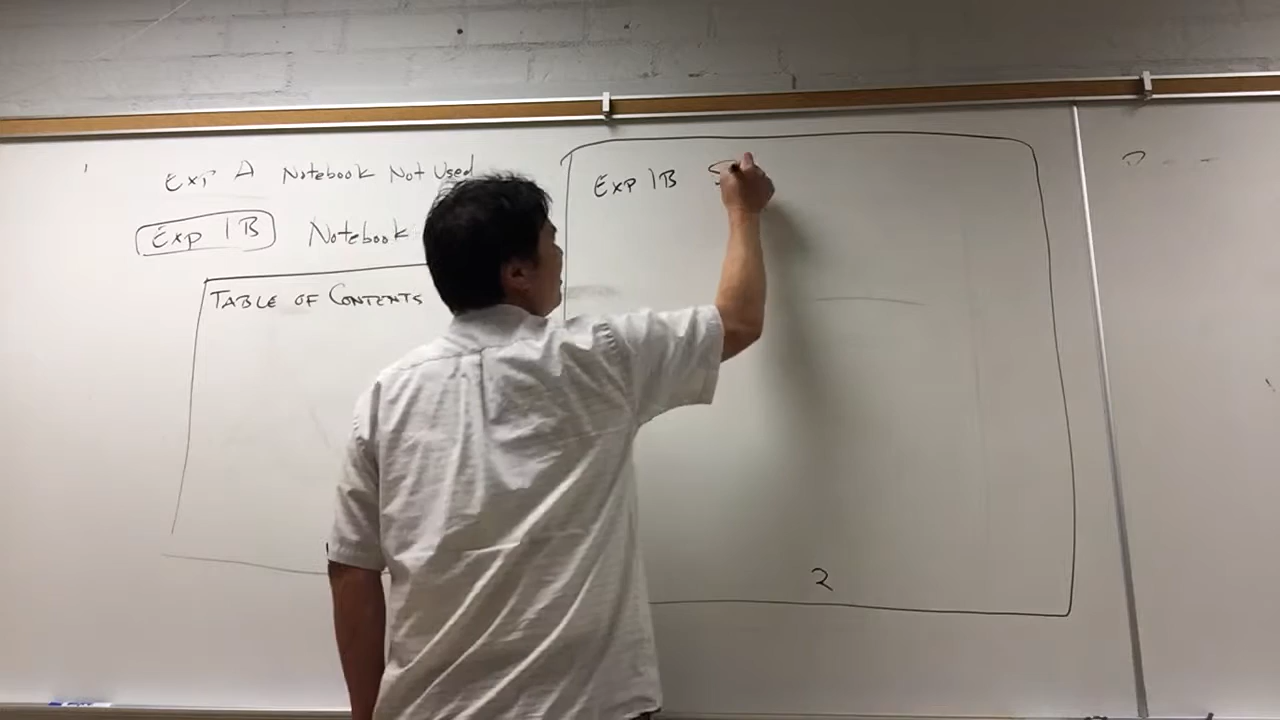 Exp A Notebook Not Used
Exp 1B Notebook
TABLE OF CONTENTS
Exp 1B S
2